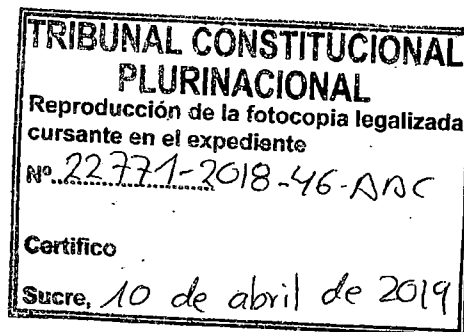 TRIBUNAL CONSTITUCIONAL
PLURINACIONAL
Reproducción de la fotocopia legalizada
cursante en el expediente
Nº 22771-2018-46-AAC
Certifico
Sucre, 10 de abril de 2019